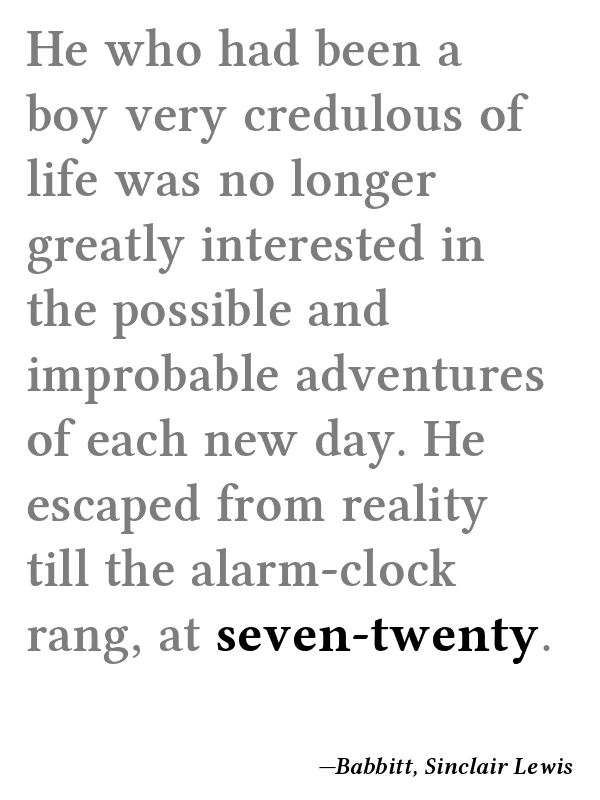 He who had been a
boy very credulous of
life was no longer
greatly interested in
the possible and
improbable adventures
of each new day. He
escaped from reality
till the alarm-clock
rang, at seven-twenty.
—Babbitt, Sinclair Lewis